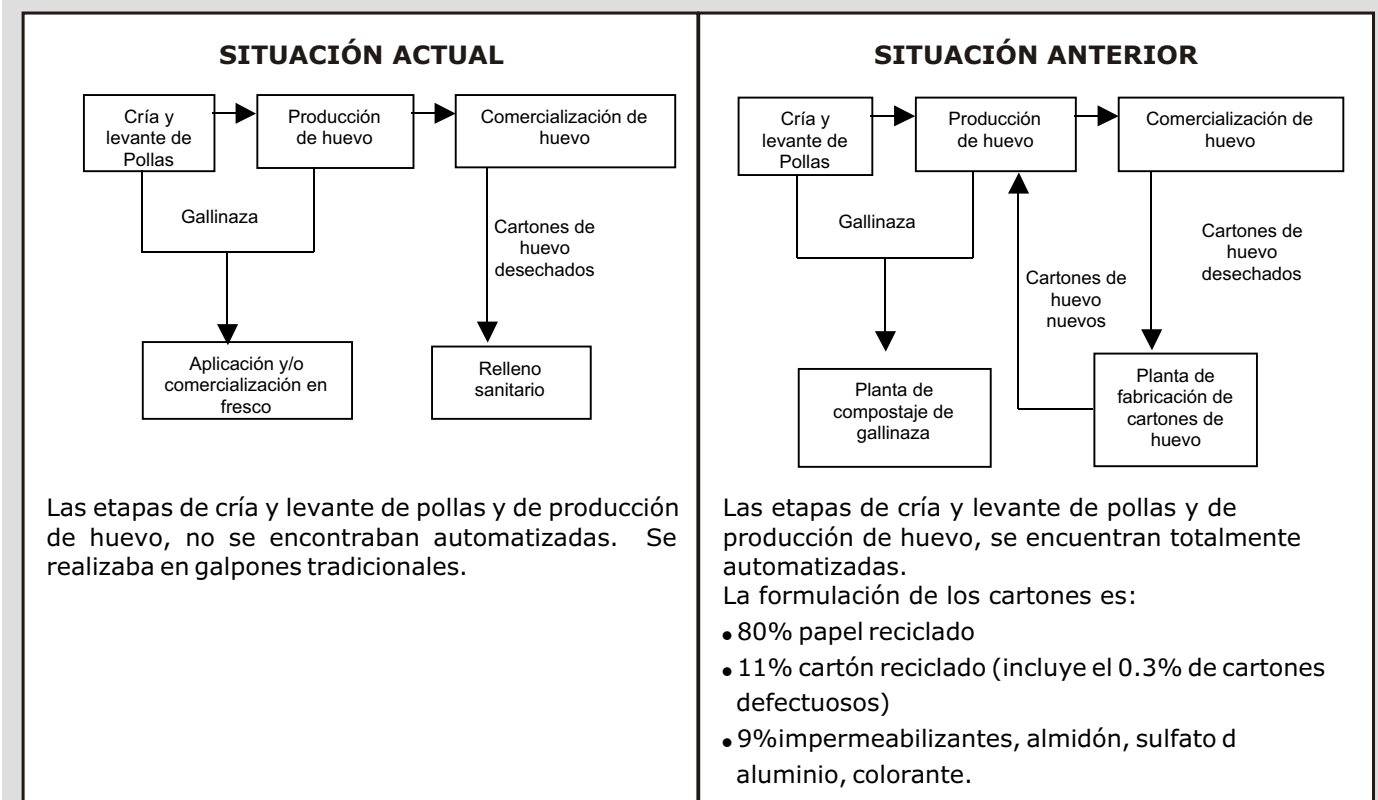 SITUACIÓN ACTUAL
Cría y
levante de
Pollas
Producción
de huevo
Comercialización de
huevo
Gallinaza
Cartones de
huevo
desechados
Aplicación y/o
comercialización en
fresco
Relleno
sanitario
Las etapas de cría y levante de pollas y de producción
de huevo, no se encontraban automatizadas. Se
realizaba en galpones tradicionales.
SITUACIÓN ANTERIOR
Cría y
levante de
Pollas
Producción
de huevo
Comercialización de
huevo
Gallinaza
Cartones de
huevo
desechados
Cartones de
huevo
nuevos
Planta de
compostaje de
gallinaza
Planta de
fabricación de
cartones de
huevo
Las etapas de cría y levante de pollas y de
producción de huevo, se encuentran totalmente
automatizadas.
La formulación de los cartones es:
• 80% papel reciclado
• 11% cartón reciclado (incluye el 0.3% de cartones
defectuosos)
• 9%impermeabilizantes, almidón, sulfato d
aluminio, colorante.